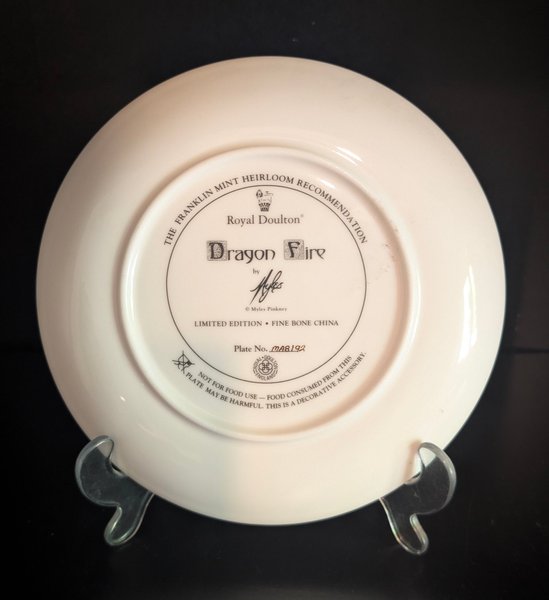 THE FRANKLIN MINT HEIRLOOM RECOMMENDATION
Royal Doulton®
Dragon Fire
by
Myles
© Myles Pinkney
LIMITED EDITION • FINE BONE CHINA
Plate No. MA8192
NOT FOR FOOD USE — FOOD CONSUMED FROM THIS
PLATE MAY BE HARMFUL. THIS IS A DECORATIVE ACCESSORY.